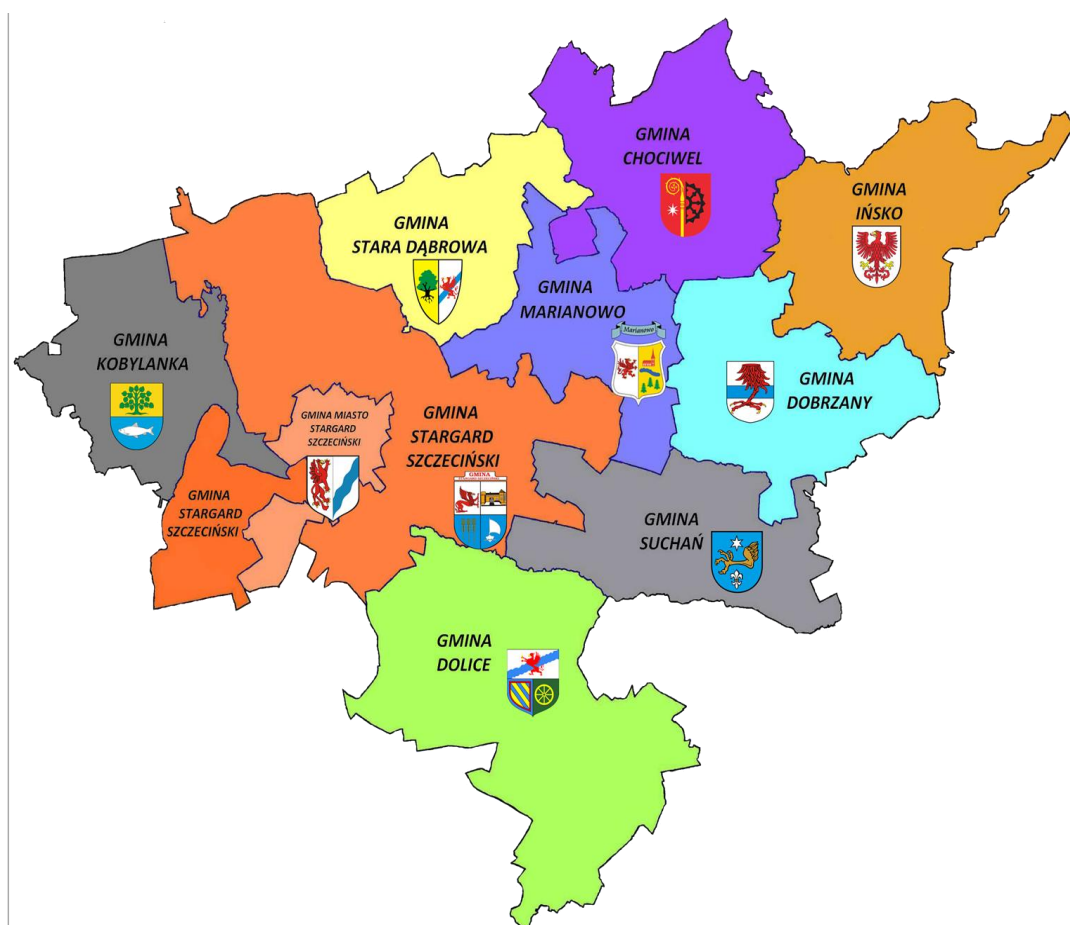 GMINA
CHOCIWEL
GMINA
IŃSKO
GMINA
STARA DĄBROWA
GMINA
MARIANOWO
Marianowo
GMINA
KOBYLANKA
GMINA
DOBRZANY
GMINA MIASTO
STARGARD
SZCZECIŃSKI
GMINA
STARGARD
SZCZECIŃSKI
GMINA
GMINA
STARGARD
SZCZECIŃSKI
GMINA
SUCHAŃ
GMINA
DOLICE